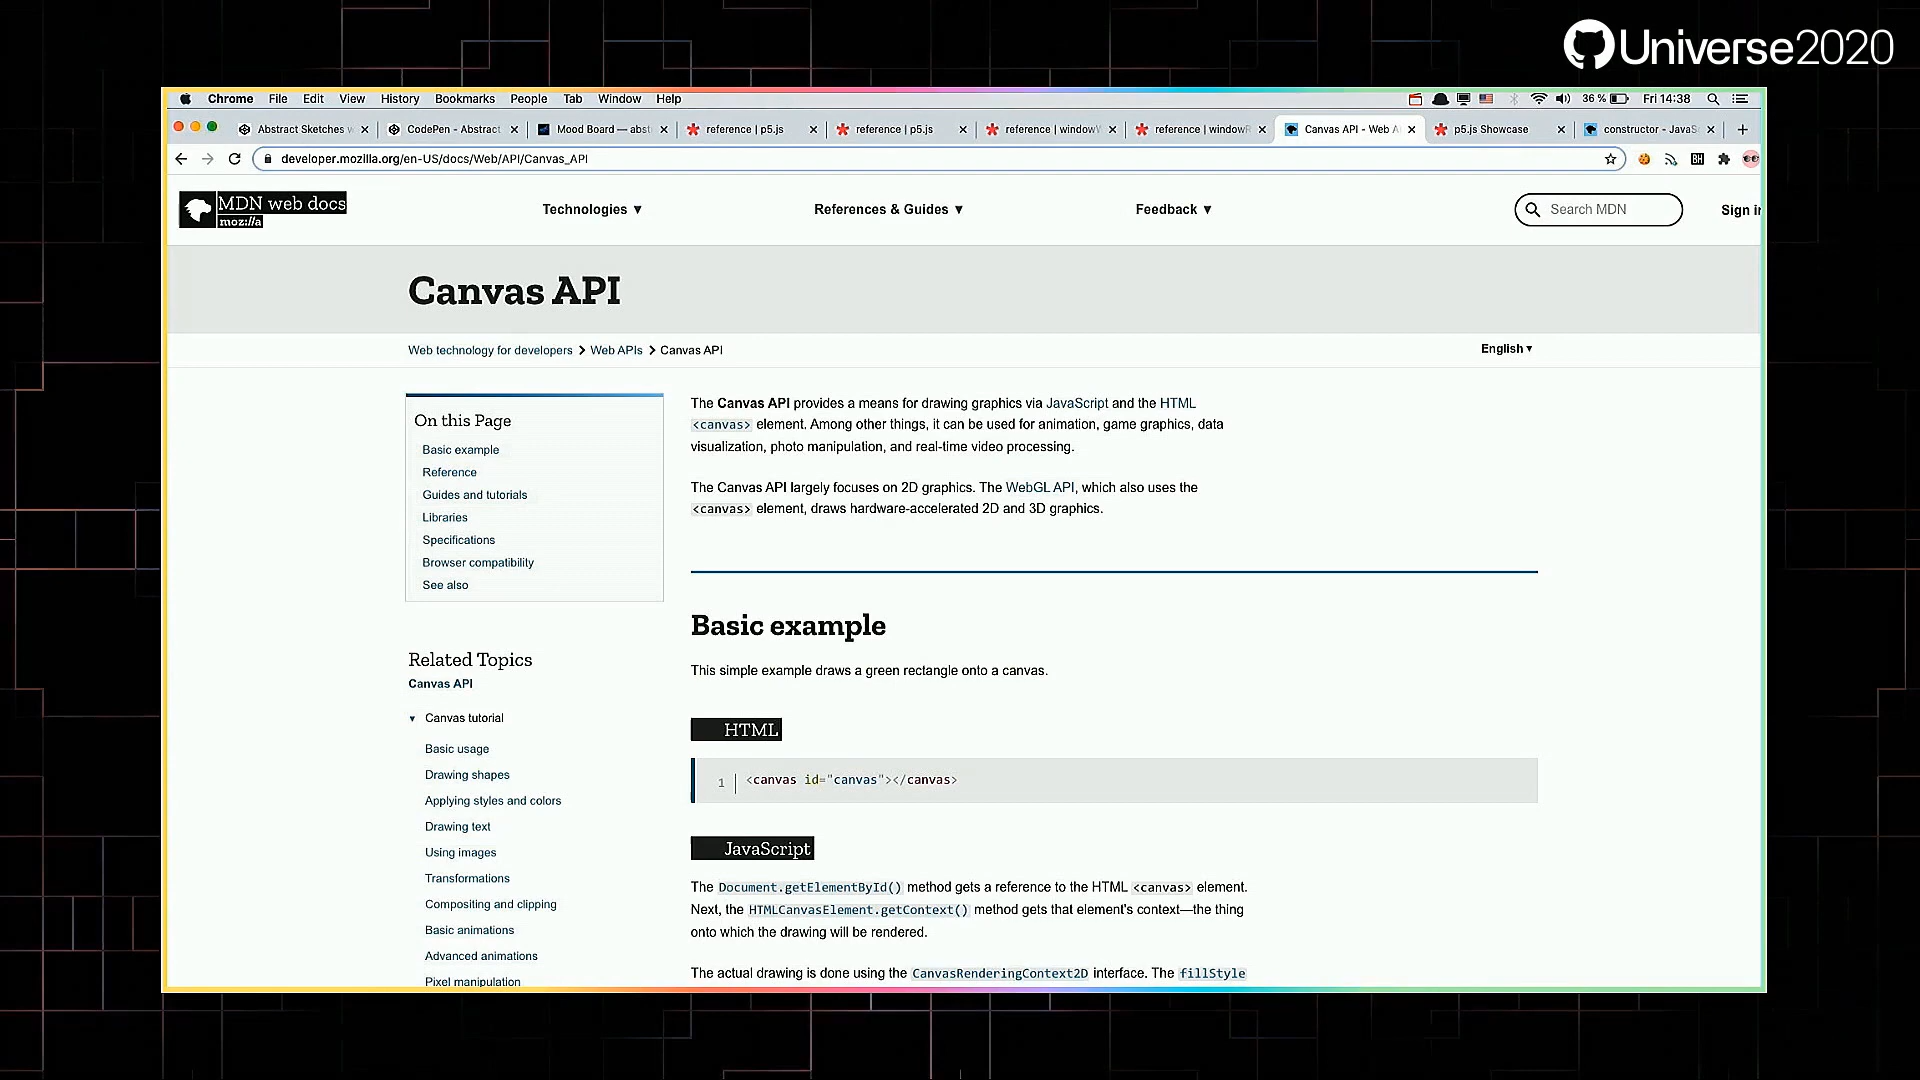 Universe2020
Chrome File Edit View History Bookmarks People Tab Window Help 36 % Fri 14:38
Abstract Sketches w CodePen - Abstract Mood Board — abst reference | p5.js reference | p5.js reference | windowW reference | windowR Canvas API - Web A p5.js Showcase constructor - JavaS
developer.mozilla.org/en-US/docs/Web/API/Canvas_API
BH
MDN web docs
moz://a
Technologies ▼ References & Guides ▼ Feedback ▼ Search MDN Sign in
Canvas API
Web technology for developers > Web APIs > Canvas API
English ▾
On this Page
Basic example
Reference
Guides and tutorials
Libraries
Specifications
Browser compatibility
See also
Related Topics
Canvas API
▾ Canvas tutorial
Basic usage
Drawing shapes
Applying styles and colors
Drawing text
Using images
Transformations
Compositing and clipping
Basic animations
Advanced animations
Pixel manipulation
The Canvas API provides a means for drawing graphics via JavaScript and the HTML
<canvas> element. Among other things, it can be used for animation, game graphics, data
visualization, photo manipulation, and real-time video processing.
The Canvas API largely focuses on 2D graphics. The WebGL API, which also uses the
<canvas> element, draws hardware-accelerated 2D and 3D graphics.
Basic example
This simple example draws a green rectangle onto a canvas.
HTML
1 <canvas id="canvas"></canvas>
JavaScript
The Document.getElementById() method gets a reference to the HTML <canvas> element.
Next, the HTMLCanvasElement.getContext() method gets that element's context—the thing
onto which the drawing will be rendered.
The actual drawing is done using the CanvasRenderingContext2D interface. The fillStyle